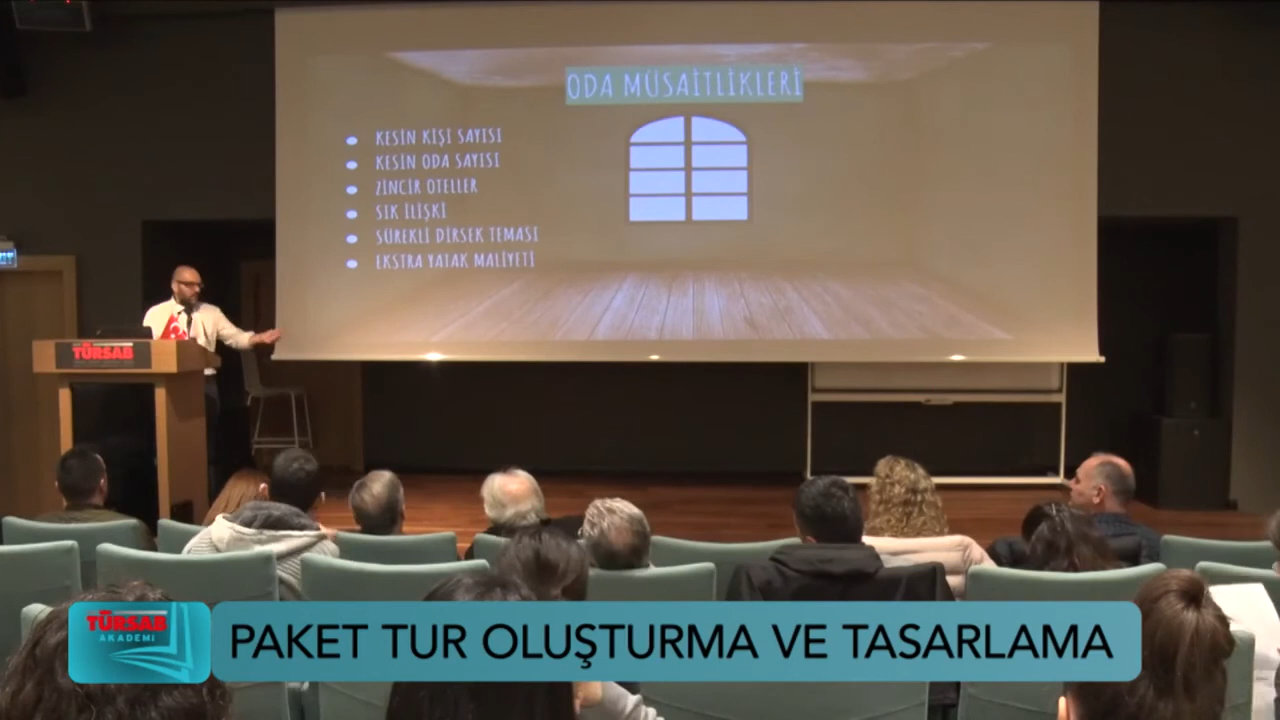 ODA MÜSAİTLİKLERİ
KESİN KİŞİ SAYISI
KESİN ODA SAYISI
ZİNCİR OTELLER
SIK İLİŞKİ
SÜREKLİ DİRSEK TEMASI
EKSTRA YATAK MALİYETİ
TÜRSAB
TÜRSAB
AKADEMİ
PAKET TUR OLUŞTURMA VE TASARLAMA